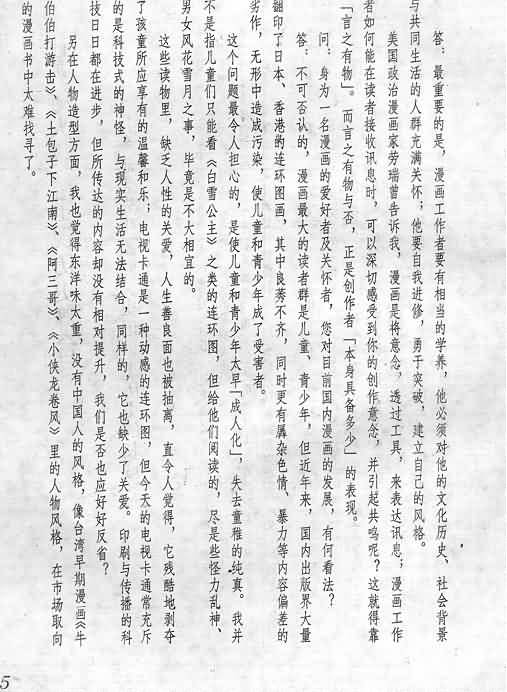 答：最重要的是，漫画工作者要有相当的学养，他必须对他的文化历史、社会背景
与共同生活的人群充满关怀；他要自我进修，勇于突破，建立自己的风格。
美国政治漫画家劳瑞曾告诉我，漫画是将意念，透过工具，来表达讯息；漫画工作
者如何能在读者接收讯息时，可以深切感受到你的创作意念，并引起共鸣呢？这就得靠
「言之有物」。而言之有物与否，正是创作者「本身具备多少」的表现。
问：身为一名漫画的爱好者及关怀者，您对目前国内漫画的发展，有何看法？
答：不可否认的，漫画最大的读者群是儿童、青少年，但近年来，国内出版界大量
翻印了日本、香港的连环图画，其中良莠不齐，同时更有羼杂色情、暴力等内容偏差的
劣作，无形中造成污染，使儿童和青少年成了受害者。
这个问题最令人担心的，是使儿童和青少年太早「成人化」，失去童稚的纯真。我并
不是指儿童们只能看《白雪公主》之类的连环图，但给他们阅读的，尽是些怪力乱神、
男女风花雪月之事，毕竟是不大相宜的。
这些读物里，缺乏人性的关爱，人生善良面也被抽离，直令人觉得，它残酷地剥夺
了孩童所应享有的温馨和乐；电视卡通是一种动感的连环图，但今天的电视卡通常充斥
的是科技式的神怪，与现实生活无法结合，同样的，它也缺少了关爱。印刷与传播的科
技日日都在进步，但所传达的内容却没有相对提升，我们是否也应好好反省？
另在人物造型方面，我也觉得东洋味太重，没有中国人的风格，像台湾早期漫画《牛
伯伯打游击》、《土包子下江南》、《阿三哥》、《小侠龙卷风》里的人物风格，在市场取向
的漫画书中太难找寻了。
5